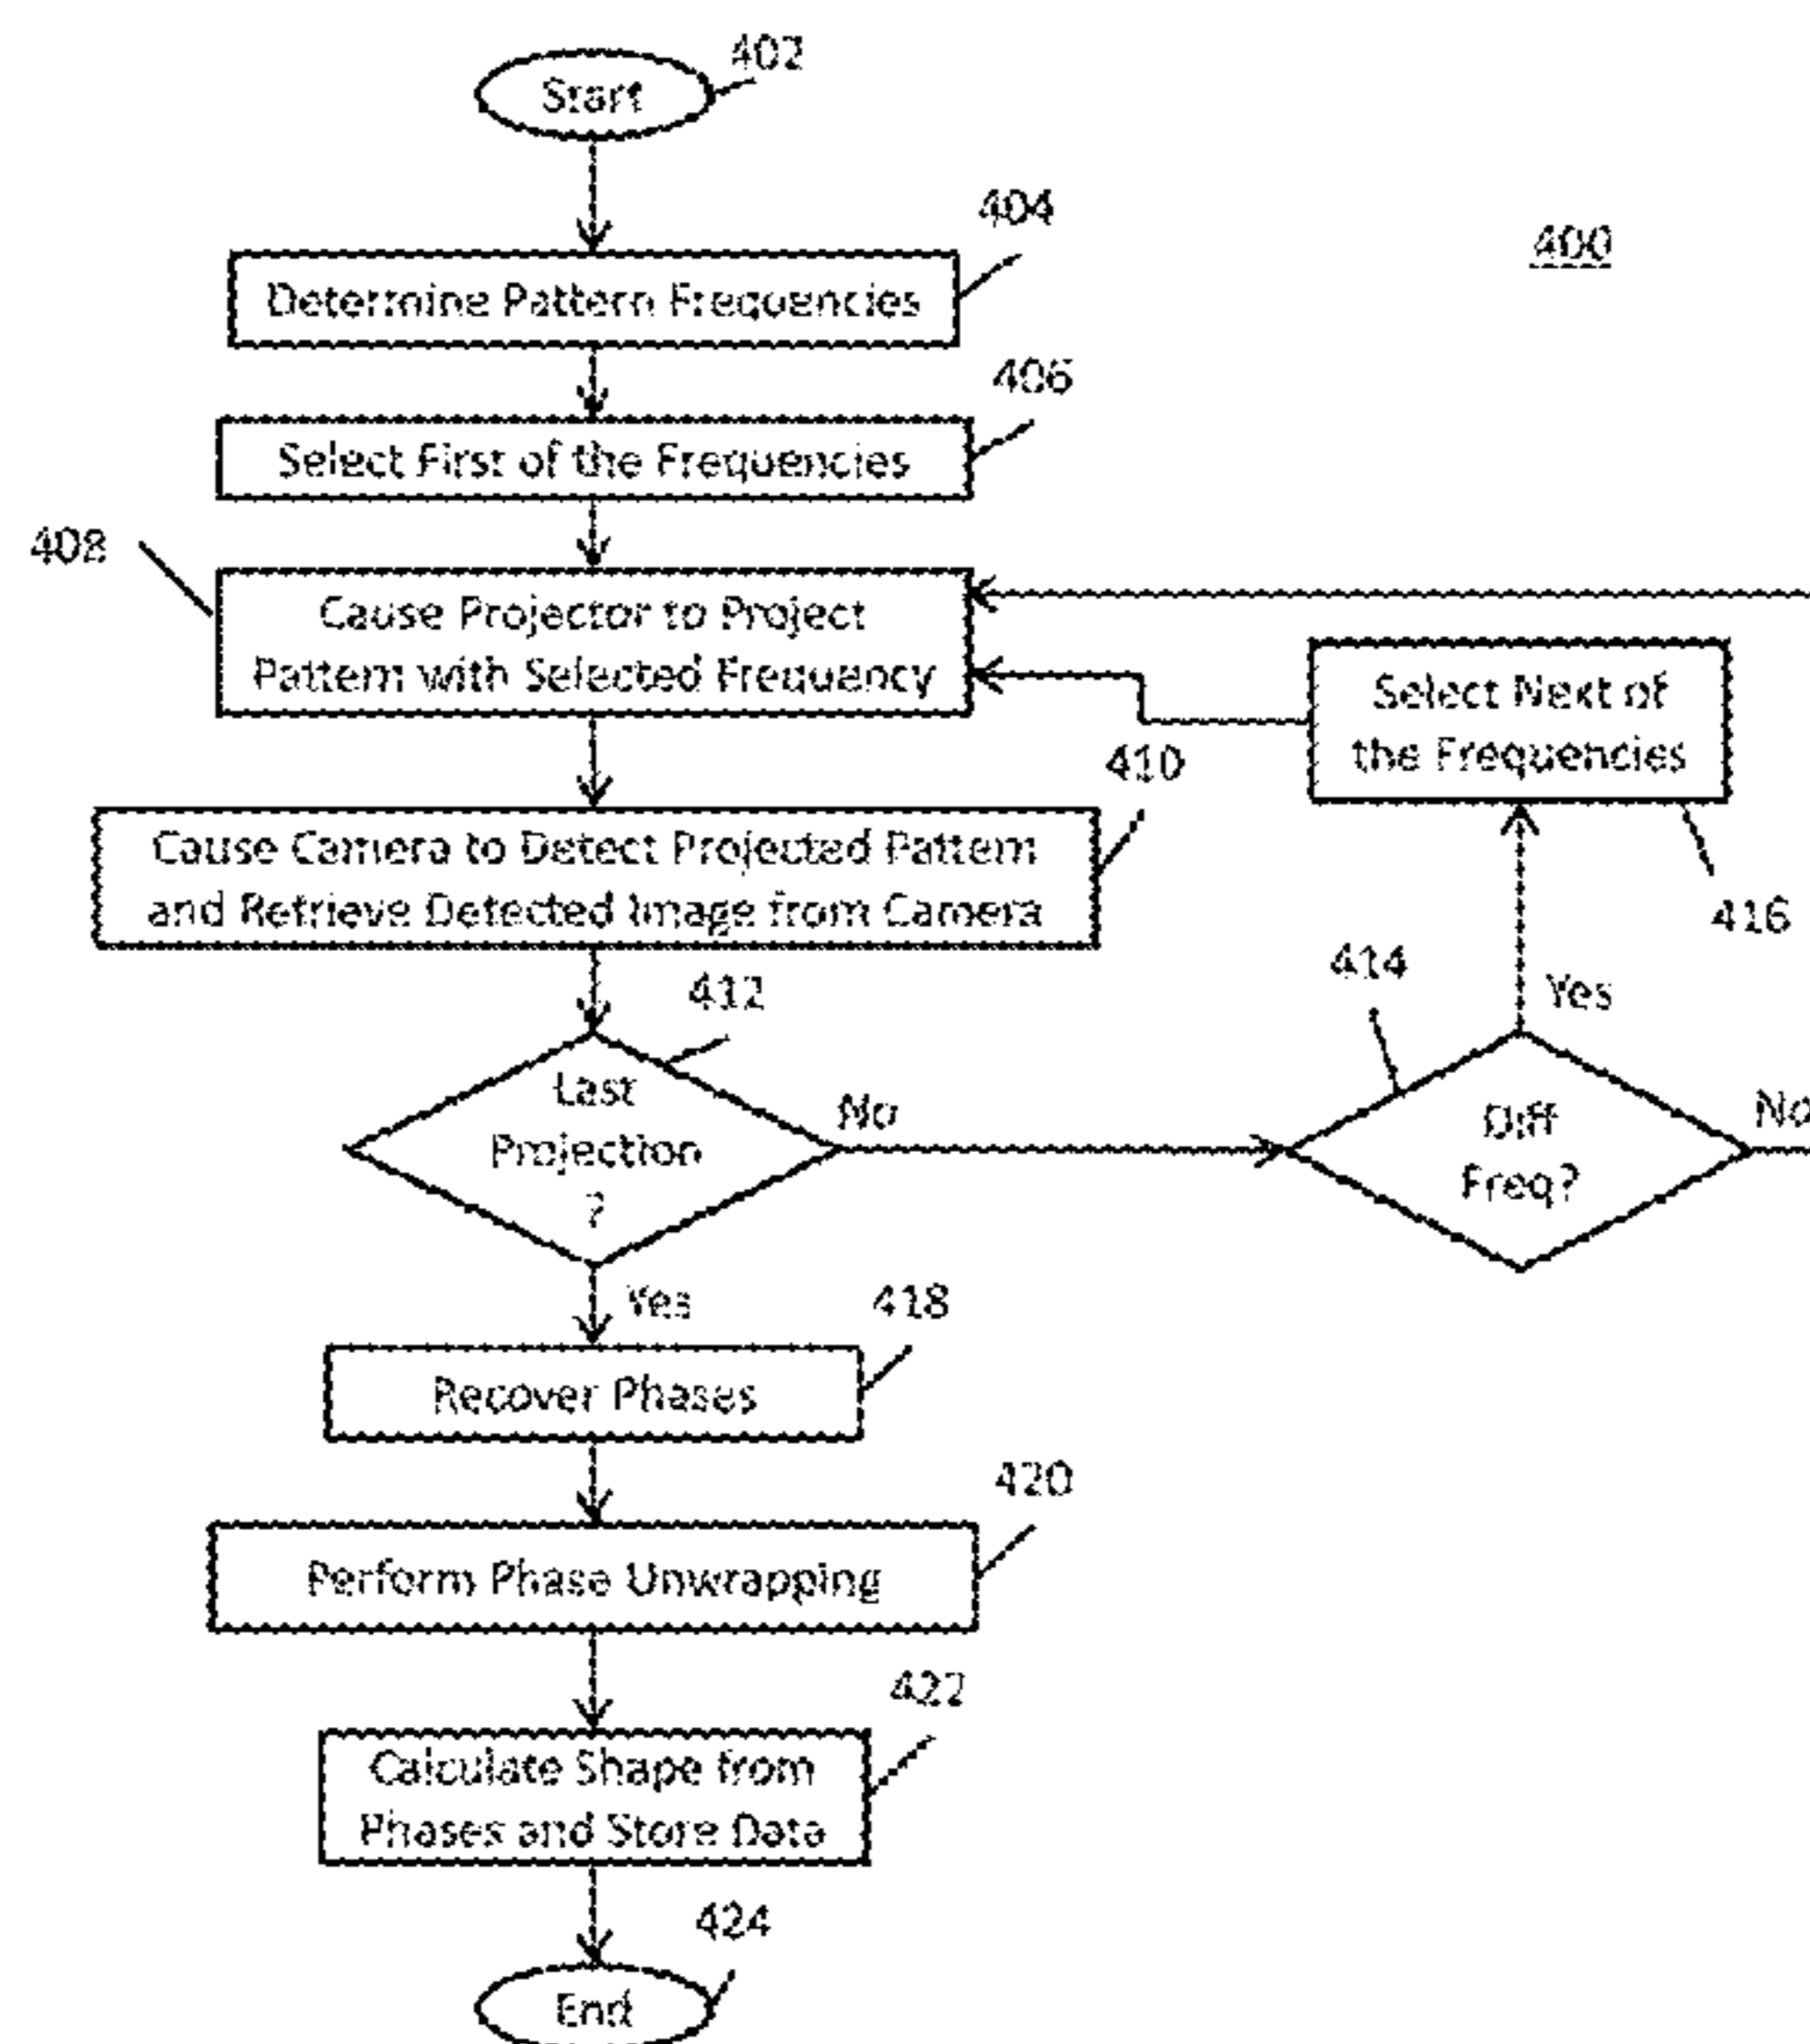 402
Start
404
400
Determine Pattern Frequencies
406
Select First of the Frequencies
408
Cause Projector to Project
Pattern with Selected Frequency
Select Next of
the Frequencies
410
416
Cause Camera to Detect Projected Pattern
and Retrieve Detected Image from Camera
412
414
Yes
Last
Projection
?
No
Diff
Freq?
No
Yes
418
Recover Phases
420
Perform Phase Unwrapping
422
Calculate Shape from
Phases and Store Data
424
End